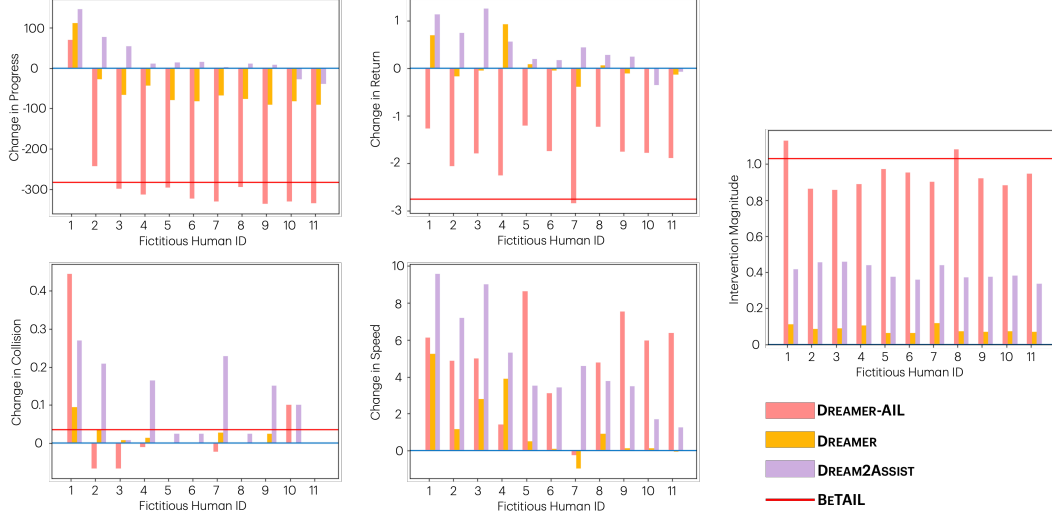 Change in Progress
100
0
-100
-200
-300
1 2 3 4 5 6 7 8 9 10 11
Fictitious Human ID
Change in Return
1
0
-1
-2
-3
1 2 3 4 5 6 7 8 9 10 11
Fictitious Human ID
Change in Collision
0.4
0.3
0.2
0.1
0
1 2 3 4 5 6 7 8 9 10 11
Fictitious Human ID
Change in Speed
10
8
6
4
2
0
1 2 3 4 5 6 7 8 9 10 11
Fictitious Human ID
Intervention Magnitude
1.0
0.8
0.6
0.4
0.2
0
1 2 3 4 5 6 7 8 9 10 11
Fictitious Human ID
DREAMER-AIL
DREAMER
DREAM2ASSIST
BETAIL